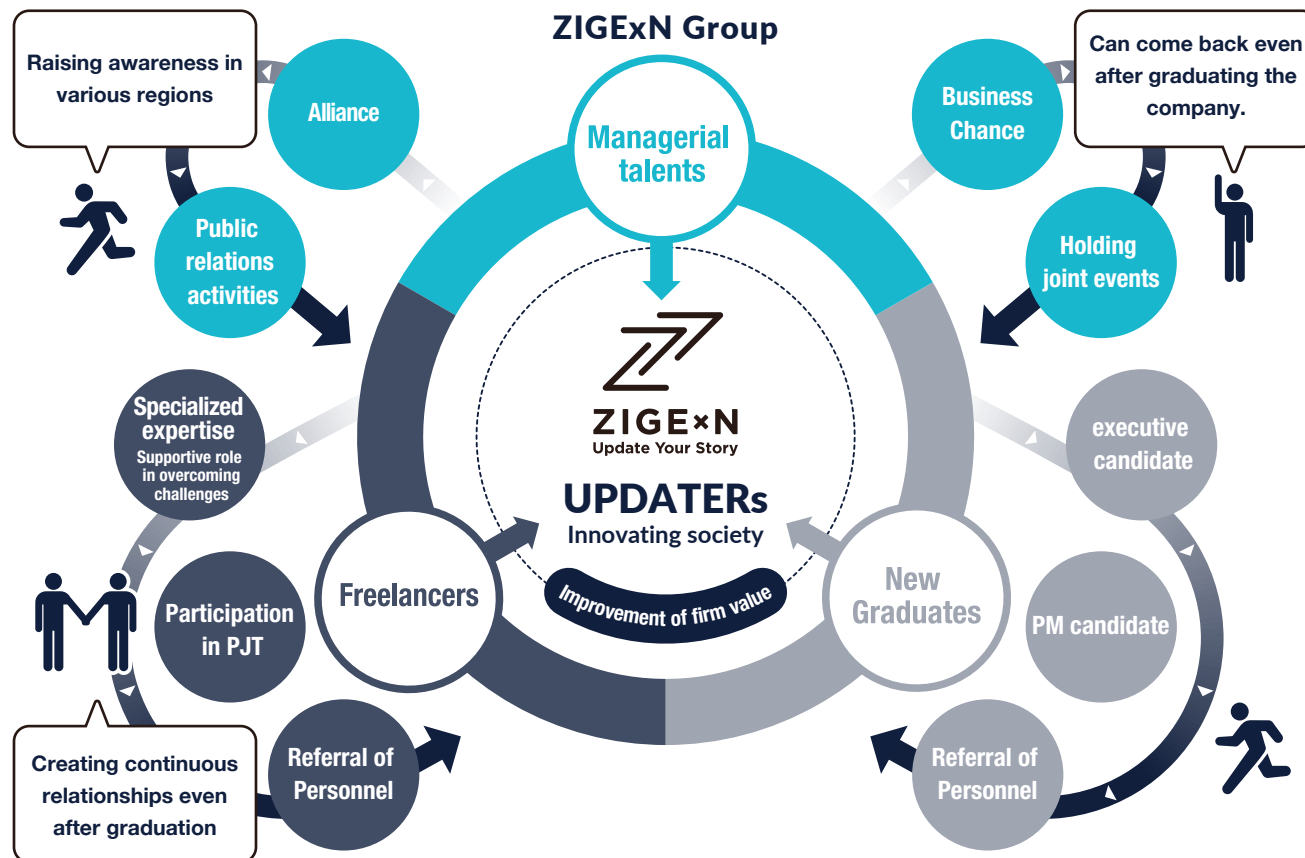 ZIGExN Group
Raising awareness in
various regions
Alliance
Public
relations
activities
Managerial
talents
Business
Chance
Can come back even
after graduating the
company.
Holding
joint events
ZIGE×N
Update Your Story
UPDATERs
Innovating society
Improvement of firm value
Specialized
expertise
Supportive role
in overcoming
challenges
Participation
in PJT
Freelancers
Referral of
Personnel
Creating continuous
relationships even
after graduation
New
Graduates
executive
candidate
PM candidate
Referral of
Personnel